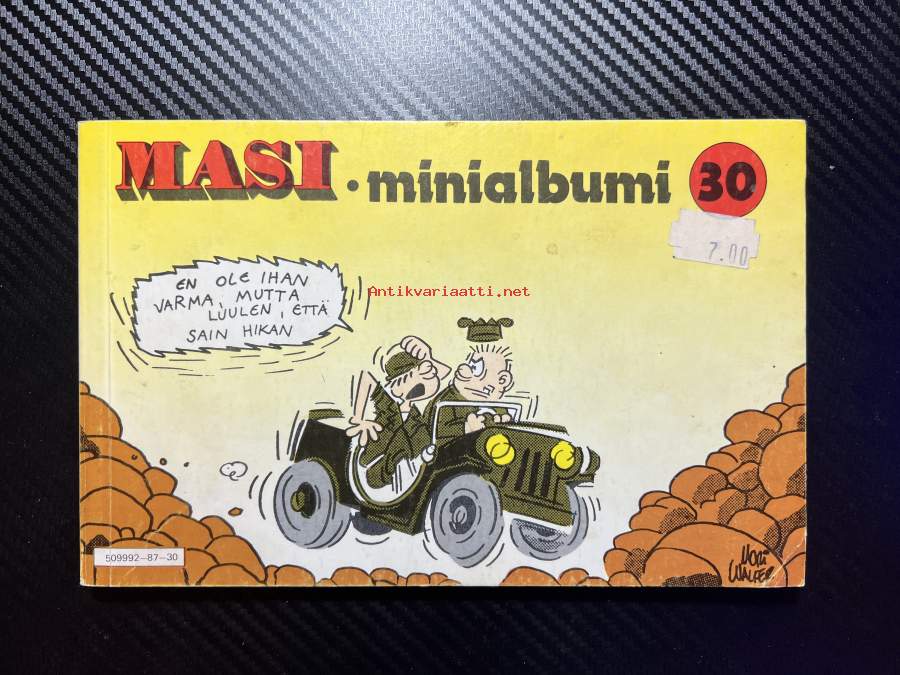 MASI · minialbumi 30
7.00
Antikvariaatti.net
EN OLE IHAN
VARMA, MUTTA
LUULEN, ETTÄ
SAIN HIKAN
509992-87-30
MORT
WALKER